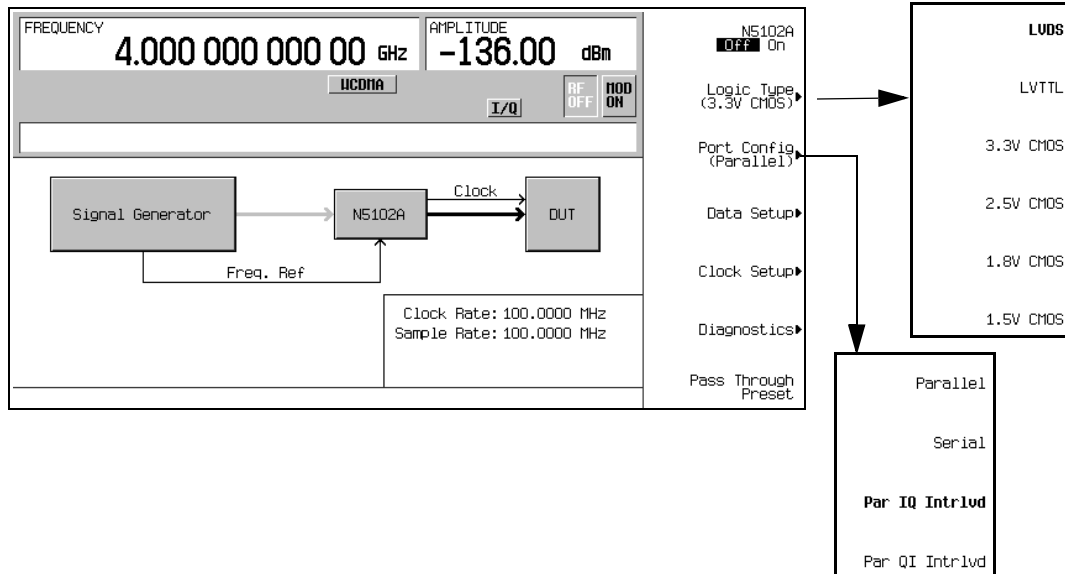 FREQUENCY
4.000 000 000 00 GHz
AMPLITUDE
-136.00 dBm
WCDMA
I/Q
RF
OFF
MOD
ON
Signal Generator
N5102A
Clock
DUT
Freq. Ref
Clock Rate: 100.0000 MHz
Sample Rate: 100.0000 MHz
N5102A
Off On
Logic Type
(3.3V CMOS)
Port Config
(Parallel)
Data Setup
Clock Setup
Diagnostics
Pass Through
Preset
LVDS
LVTTL
3.3V CMOS
2.5V CMOS
1.8V CMOS
1.5V CMOS
Parallel
Serial
Par IQ Intrlvd
Par QI Intrlvd